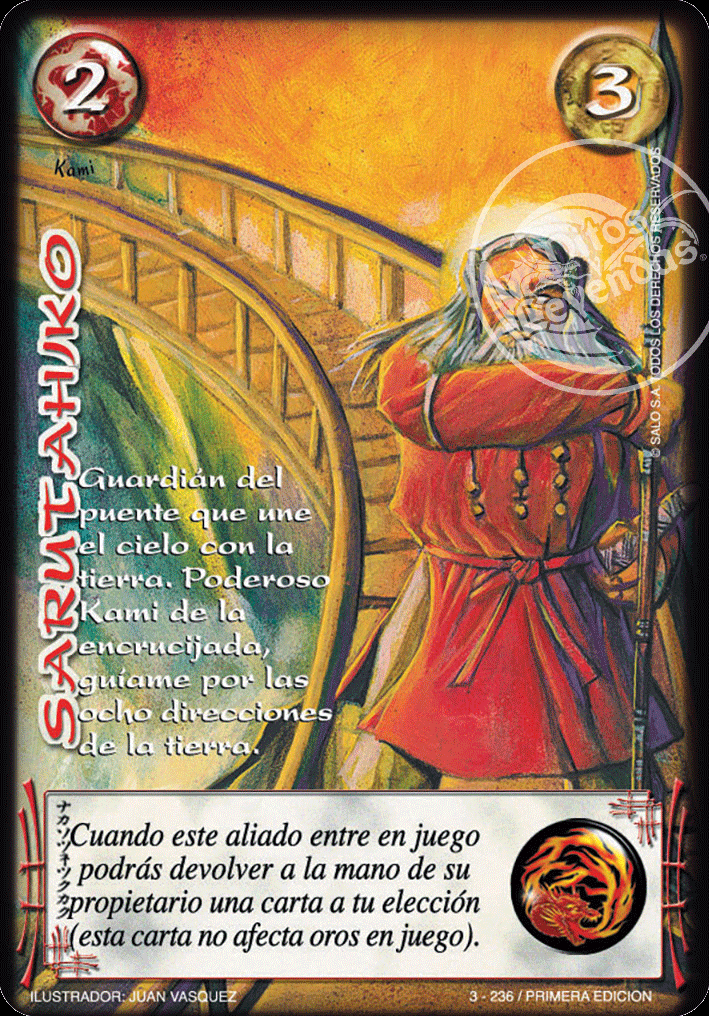 2
3
Kami
SARUTAHIKO
Mitos
Leyendas
®
© SALO S.A. TODOS LOS DERECHOS RESERVADOS
Guardián del
puente que une
el cielo con la
tierra. Poderoso
Kami de la
encrucijada,
guíame por las
ocho direcciones
de la tierra.
Cuando este aliado entre en juego
podrás devolver a la mano de su
propietario una carta a tu elección
(esta carta no afecta oros en juego).
ILUSTRADOR: JUAN VASQUEZ
3 - 236 / PRIMERA EDICION